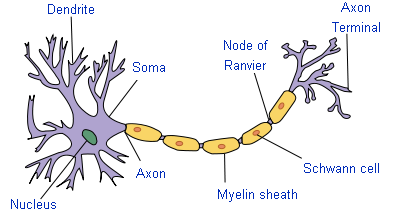 Dendrite
Axon
Terminal
Node of
Ranvier
Soma
Axon
Schwann cell
Myelin sheath
Nucleus